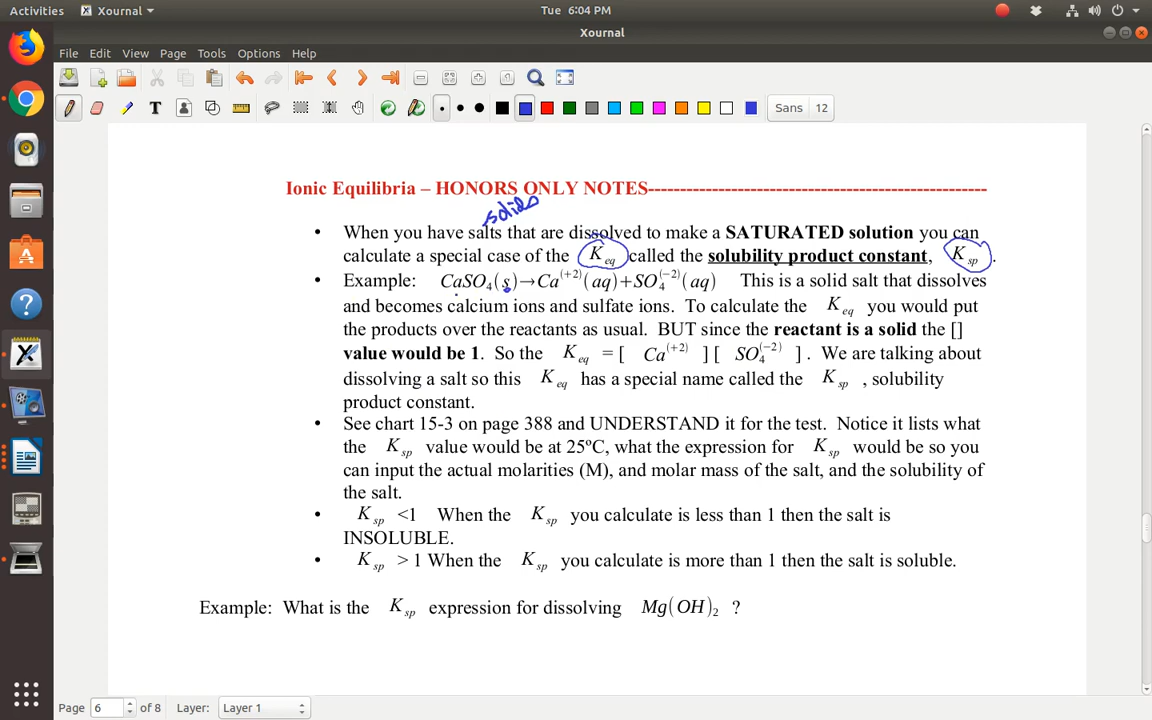 Activities Xournal Tue 6:04 PM
Xournal
File Edit View Page Tools Options Help
T Sans 12
Ionic Equilibria – HONORS ONLY NOTES-----------------------------------------------------------
solids
• When you have salts that are dissolved to make a SATURATED solution you can
calculate a special case of the K_eq called the solubility product constant, K_sp .
• Example: CaSO₄(s)→Ca^(+2)(aq)+SO₄^(−2)(aq) This is a solid salt that dissolves
and becomes calcium ions and sulfate ions. To calculate the K_eq you would put
the products over the reactants as usual. BUT since the reactant is a solid the []
value would be 1. So the K_eq = [ Ca^(+2) ] [ SO₄^(−2) ] . We are talking about
dissolving a salt so this K_eq has a special name called the K_sp , solubility
product constant.
• See chart 15-3 on page 388 and UNDERSTAND it for the test. Notice it lists what
the K_sp value would be at 25ºC, what the expression for K_sp would be so you
can input the actual molarities (M), and molar mass of the salt, and the solubility of
the salt.
• K_sp <1 When the K_sp you calculate is less than 1 then the salt is
INSOLUBLE.
• K_sp > 1 When the K_sp you calculate is more than 1 then the salt is soluble.
Example: What is the K_sp expression for dissolving Mg(OH)₂ ?
Page 6 of 8 Layer: Layer 1